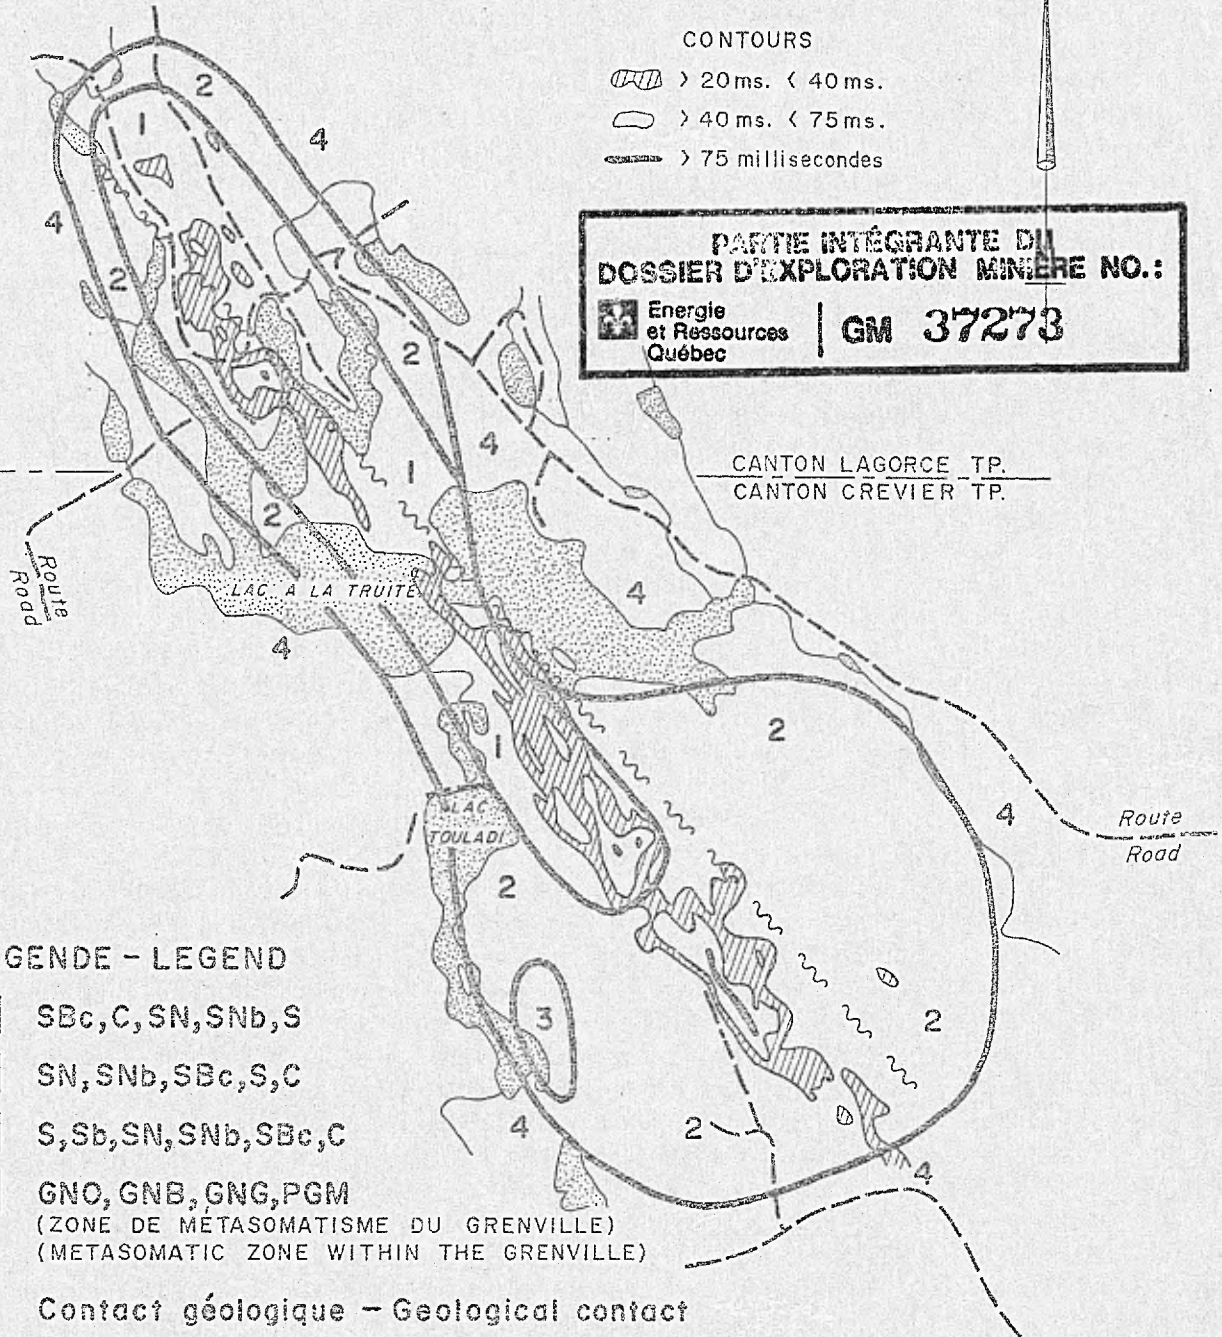 CONTOURS
> 20ms. < 40ms.
> 40ms. < 75ms.
> 75 millisecondes
PARTIE INTÉGRANTE DU
DOSSIER D'EXPLORATION MINIÈRE NO.:
Energie
et Ressources
Québec
GM 37273
2
1
4
4
2
2
4
1
CANTON LAGORCE TP.
CANTON CREVIER TP.
2
Route
Road
LAC A LA TRUITE
4
4
2
1
LAC
TOULADI
4
Route
Road
2
GENDE - LEGEND
3
2
SBc,C,SN,SNb,S
SN,SNb,SBc,S,C
S,Sb,SN,SNb,SBc,C
4
2
4
GNO,GNB,GNG,PGM
(ZONE DE MÉTASOMATISME DU GRENVILLE)
(METASOMATIC ZONE WITHIN THE GRENVILLE)
Contact géologique - Geological contact